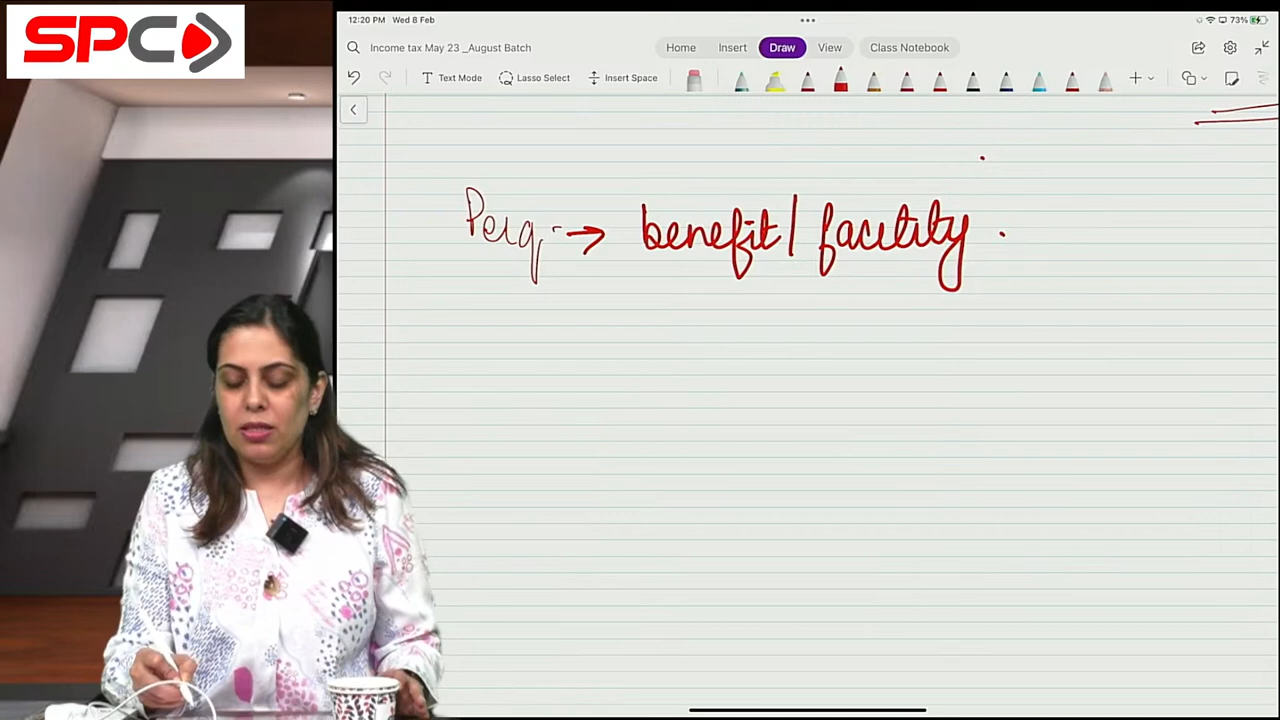 SPC
12:20 PM Wed 8 Feb
73%
Income tax May 23 _August Batch
Home Insert Draw View Class Notebook
Text Mode Lasso Select Insert Space
Perq. → benefit / facility .